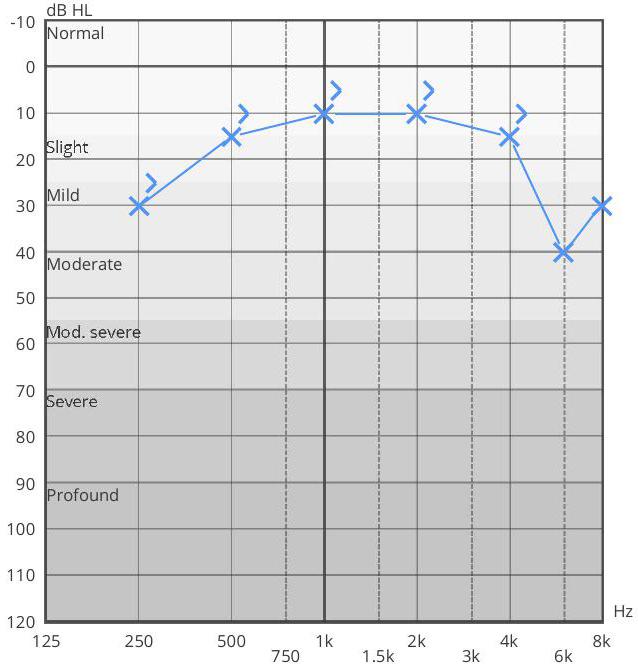 dB HL
-10
Normal
0
10
Slight
20
Mild
30
40
Moderate
50
Mod. severe
60
70
Severe
80
90
Profound
100
110
120
Hz
125 250 500 1k 2k 4k 8k
750 1.5k 3k 6k